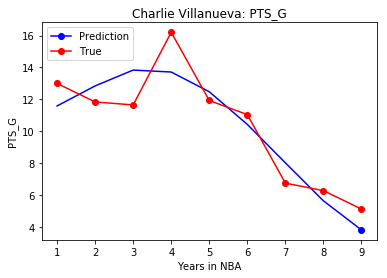 Charlie Villanueva: PTS_G
Prediction
True
PTS_G
16
14
12
10
8
6
4
1 2 3 4 5 6 7 8 9
Years in NBA